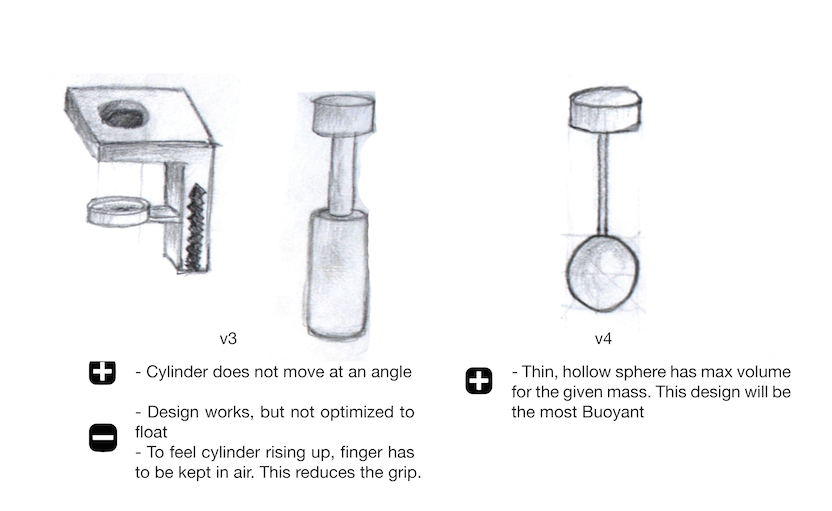 v3
- Cylinder does not move at an angle
- Design works, but not optimized to
float
- To feel cylinder rising up, finger has
to be kept in air. This reduces the grip.
v4
- Thin, hollow sphere has max volume
for the given mass. This design will be
the most Buoyant